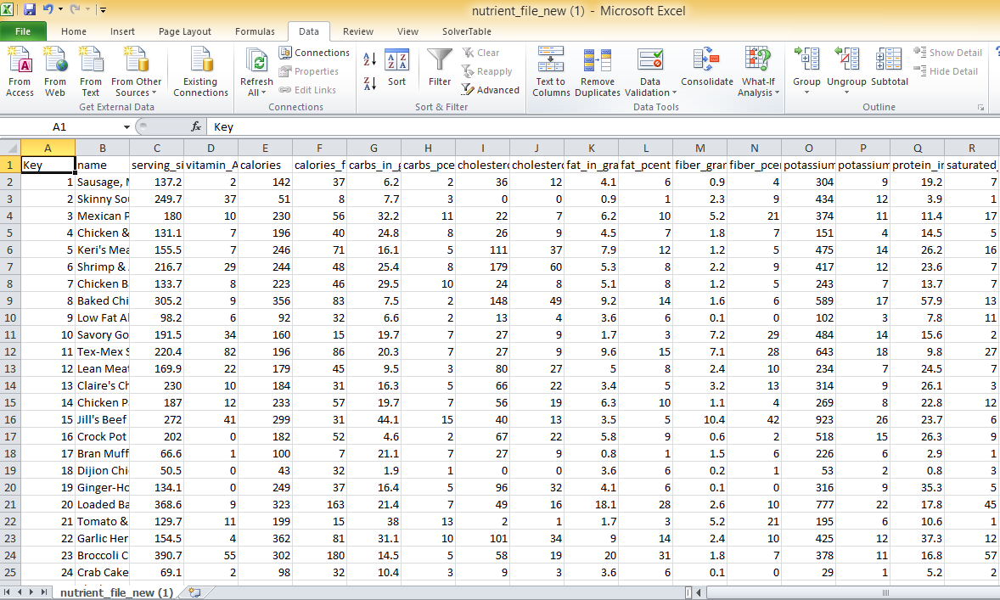 nutrient_file_new (1) - Microsoft Excel
File Home Insert Page Layout Formulas Data Review View SolverTable
From Access From Web From Text From Other Sources Existing Connections Refresh All Connections Properties Edit Links Sort Filter Clear Reapply Advanced Text to Columns Remove Duplicates Data Validation Consolidate What-If Analysis Group Ungroup Subtotal Show Detail Hide Detail
Get External Data Connections Sort & Filter Data Tools Outline
A1 fx Key
A B C D E F G H I J K L M N O P Q R
1 Key name serving_si vitamin_A calories calories_f carbs_in_g carbs_pce cholestero cholestero fat_in_gra fat_pcent fiber_gran fiber_pcen potassium potassium protein_in saturated_
2 1 Sausage, M 137.2 2 142 37 6.2 2 36 12 4.1 6 0.9 4 304 9 19.2 7
3 2 Skinny Sou 249.7 37 51 8 7.7 3 0 0 0.9 1 2.3 9 434 12 3.9 1
4 3 Mexican P 180 10 230 56 32.2 11 22 7 6.2 10 5.2 21 374 11 11.4 17
5 4 Chicken & 131.1 7 196 40 24.8 8 26 9 4.5 7 1.8 7 151 4 14.5 5
6 5 Keri's Mea 155.5 7 246 71 16.1 5 111 37 7.9 12 1.2 5 475 14 26.2 16
7 6 Shrimp & 216.7 29 244 48 25.4 8 179 60 5.3 8 2.2 9 417 12 23.6 7
8 7 Chicken B 133.7 8 223 46 29.5 10 24 8 5.1 8 1.2 5 243 7 13.7 7
9 8 Baked Chi 305.2 9 356 83 7.5 2 148 49 9.2 14 1.6 6 589 17 57.9 13
10 9 Low Fat Al 98.2 6 92 32 6.6 2 13 4 3.6 6 0.1 0 102 3 7.8 11
11 10 Savory Go 191.5 34 160 15 19.7 7 27 9 1.7 3 7.2 29 484 14 15.6 2
12 11 Tex-Mex S 220.4 82 196 86 20.3 7 27 9 9.6 15 7.1 28 643 18 9.8 27
13 12 Lean Meat 169.9 22 179 45 9.5 3 80 27 5 8 2.4 10 234 7 24.5 7
14 13 Claire's Ch 230 10 184 31 16.3 5 66 22 3.4 5 3.2 13 314 9 26.1 3
15 14 Chicken P 187 12 233 57 19.7 7 56 19 6.3 10 1.1 4 269 8 22.8 12
16 15 Jill's Beef 272 41 299 31 44.1 15 40 13 3.5 5 10.4 42 923 26 23.7 6
17 16 Crock Pot 202 0 182 52 4.6 2 67 22 5.8 9 0.6 2 518 15 26.3 9
18 17 Bran Muff 66.6 1 100 7 21.1 7 27 9 0.8 1 1.5 6 226 6 2.9 1
19 18 Dijion Chi 50.5 0 43 32 1.9 1 0 0 3.6 6 0.2 1 53 2 0.8 3
20 19 Ginger-Ho 134.1 0 249 37 16.4 5 96 32 4.1 6 0.1 0 316 9 35.3 5
21 20 Loaded Ba 368.6 9 323 163 21.4 7 49 16 18.1 28 2.6 10 777 22 17.8 45
22 21 Tomato & 129.7 11 199 15 38 13 2 1 1.7 3 5.2 21 195 6 10.6 1
23 22 Garlic Her 154.5 4 362 81 31.1 10 101 34 9 14 2.4 10 425 12 37.3 12
24 23 Broccoli C 390.7 55 302 180 14.5 5 58 19 20 31 1.8 7 378 11 16.8 57
25 24 Crab Cake 69.1 2 98 32 10.4 3 9 3 3.6 6 0.1 0 29 1 5.2 2
nutrient_file_new (1)